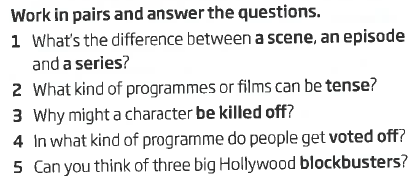 Work in pairs and answer the questions.
1 What's the difference between a scene, an episode
and a series?
2 What kind of programmes or films can be tense?
3 Why might a character be killed off?
4 In what kind of programme do people get voted off?
5 Can you think of three big Hollywood blockbusters?